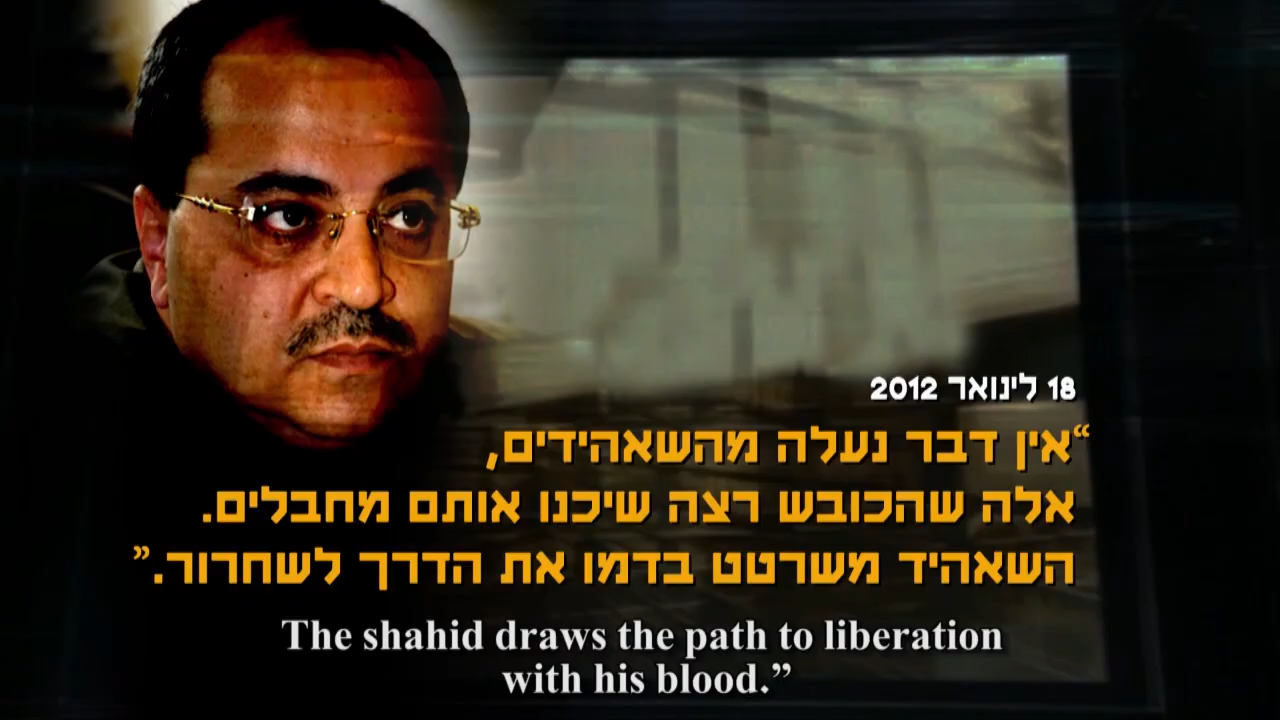 18 לינואר 2012
“אין דבר נעלה מהשאהידים,
אלה שהכובש רצה שיכנו אותם מחבלים.
השאהיד משרטט בדמו את הדרך לשחרור.”
The shahid draws the path to liberation
with his blood.”